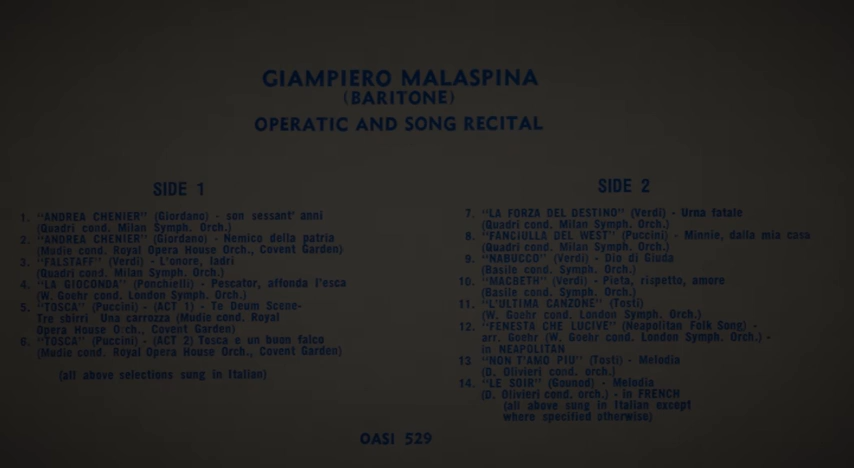 GIAMPIERO MALASPINA
(BARITONE)
OPERATIC AND SONG RECITAL
SIDE 1
1. "ANDREA CHENIER" (Giordano) - son sessant' anni
(Quadri cond. Milan Symph. Orch.)
2. "ANDREA CHENIER" (Giordano) - Nemico della patria
(Mudie cond. Royal Opera House Orch., Covent Garden)
3. "FALSTAFF" (Verdi) - L'onore, ladri
(Quadri cond. Milan Symph. Orch.)
4. "LA GIOCONDA" (Ponchielli) - Pescator, affonda l'esca
(W. Goehr cond. London Symph. Orch.)
5. "TOSCA" (Puccini) - (ACT 1) - Te Deum Scene-
Tre sbirri Una carrozza (Mudie cond. Royal
Opera House Orch., Covent Garden)
6. "TOSCA" (Puccini) - (ACT 2) Tosca e un buon falco
(Mudie cond. Royal Opera House Orch., Covent Garden)
(all above selections sung in Italian)
SIDE 2
7. "LA FORZA DEL DESTINO" (Verdi) - Urna fatale
(Quadri cond. Milan Symph. Orch.)
8. "FANCIULLA DEL WEST" (Puccini) - Minnie, dalla mia casa
(Quadri cond. Milan Symph. Orch.)
9. "NABUCCO" (Verdi) - Dio di Giuda
(Basile cond. Symph. Orch.)
10. "MACBETH" (Verdi) - Pieta, rispetto, amore
(Basile cond. Symph. Orch.)
11. "L'ULTIMA CANZONE" (Tosti)
(W. Goehr cond. London Symph. Orch.)
12. "FENESTA CHE LUCIVE" (Neapolitan Folk Song) -
arr. Goehr (W. Goehr cond. London Symph. Orch.) -
in NEAPOLITAN
13. "NON T'AMO PIU" (Tosti) - Melodia
(D. Olivieri cond. orch.)
14. "LE SOIR" (Gounod) - Melodia
(D. Olivieri cond. orch.) - in FRENCH
(all above sung in Italian except
where specified otherwise)
OASI 529